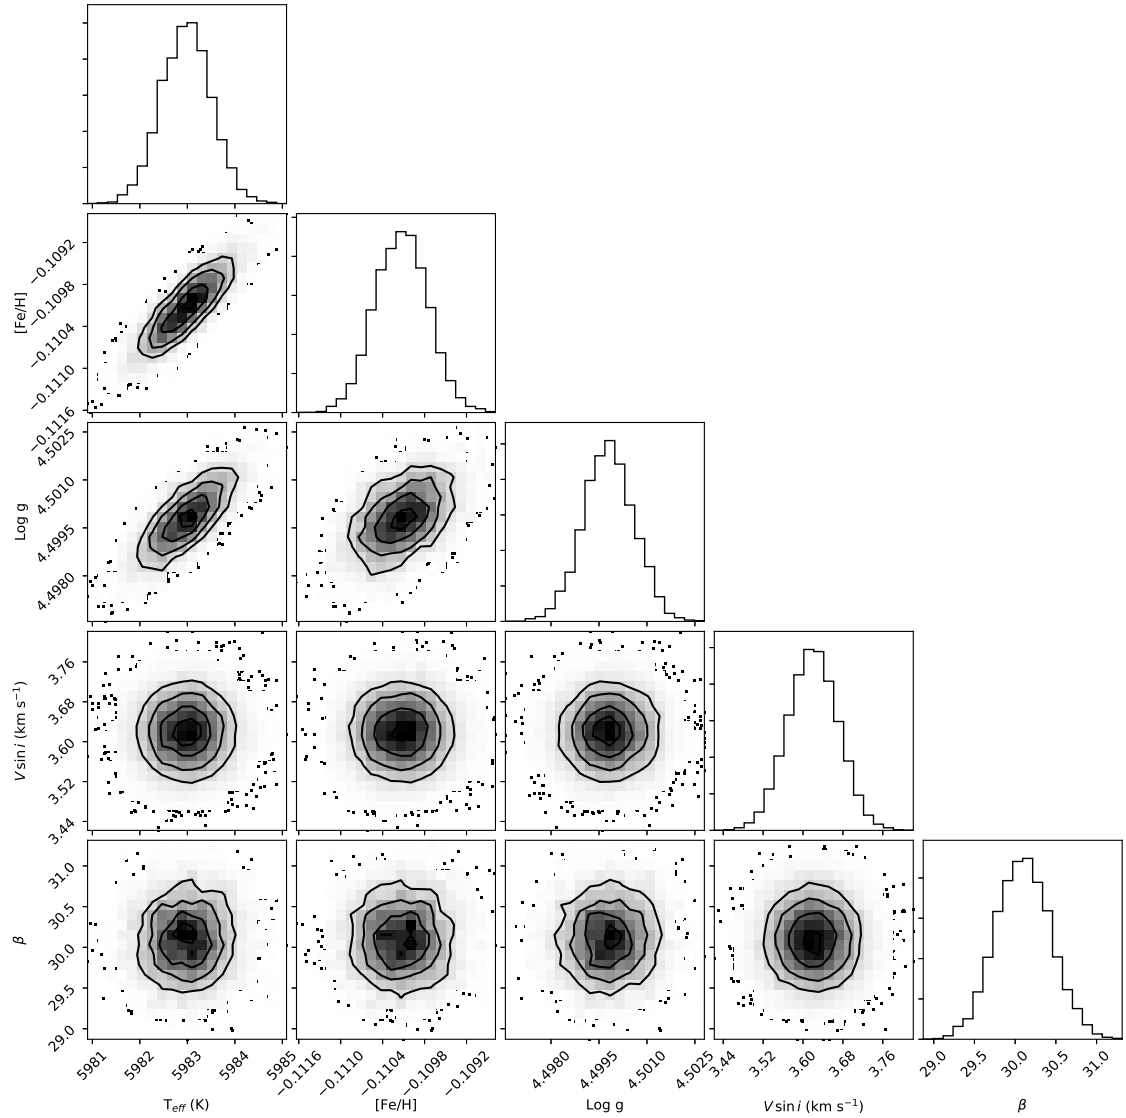 [Fe/H]
−0.1092
−0.1098
−0.1104
−0.1110
−0.1116
Log g
4.5025
4.5010
4.4995
4.4980
V sin i (km s⁻¹)
3.76
3.68
3.60
3.52
3.44
β
31.0
30.5
30.0
29.5
29.0
5981 5982 5983 5984 5985
−0.1116 −0.1110 −0.1104 −0.1098 −0.1092
4.4980 4.4995 4.5010 4.5025
3.44 3.52 3.60 3.68 3.76
29.0 29.5 30.0 30.5 31.0
T_eff (K) [Fe/H] Log g V sin i (km s⁻¹) β